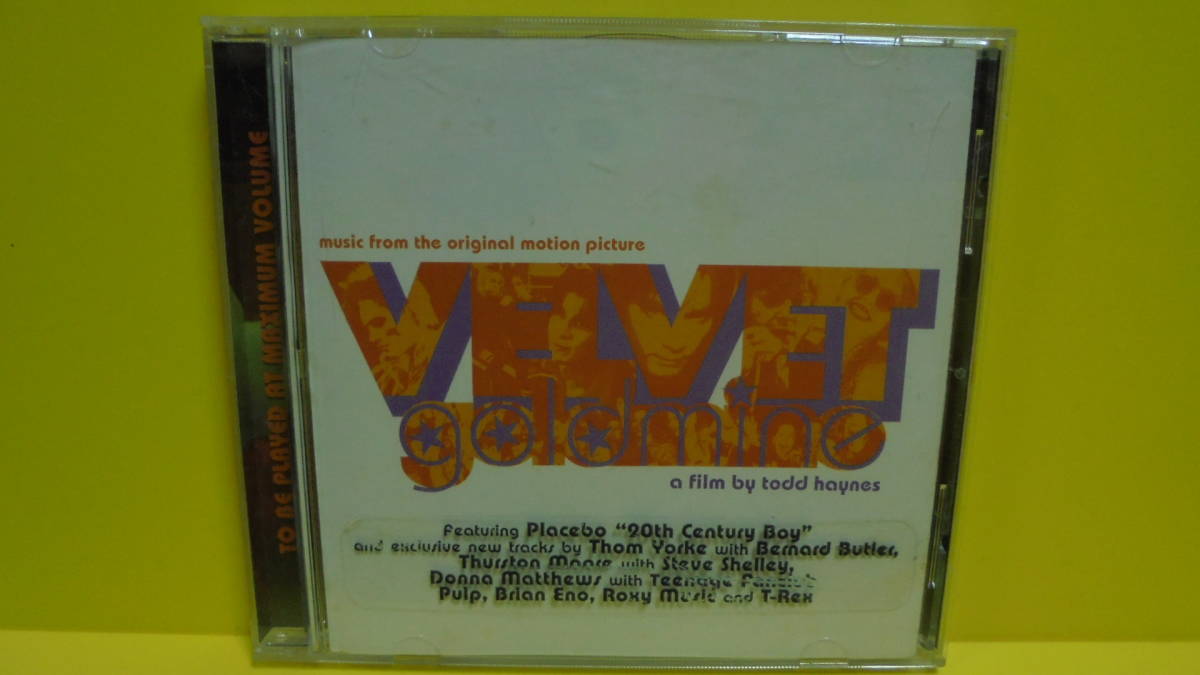 TO BE PLAYED AT MAXIMUM VOLUME
music from the original motion picture
VELVET
goldmine
a film by todd haynes
Featuring Placebo "20th Century Boy"
and exclusive new tracks by Thom Yorke with Bernard Butler,
Thurston Moore with Steve Shelley,
Donna Matthews with Teenage Fanclub
Pulp, Brian Eno, Roxy Music and T-Rex